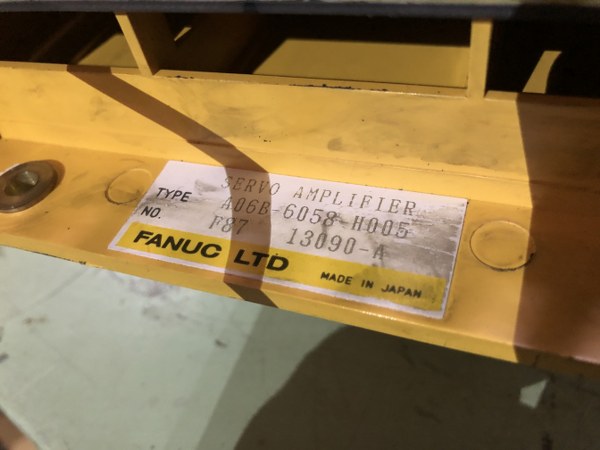 SERVO AMPLIFIER
TYPE A06B-6058-H005
NO. F87 13090-A
FANUC LTD MADE IN JAPAN